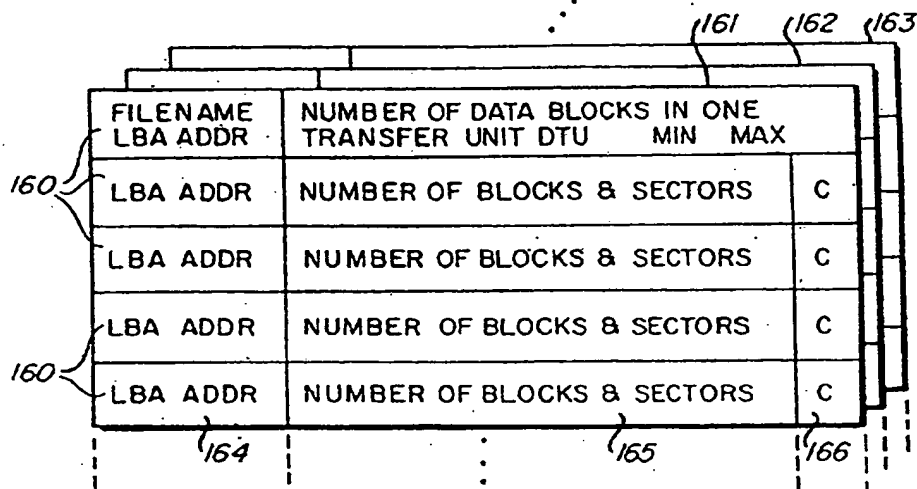 161 162 163
FILENAME NUMBER OF DATA BLOCKS IN ONE
LBA ADDR TRANSFER UNIT DTU MIN MAX
160 LBA ADDR NUMBER OF BLOCKS & SECTORS C
LBA ADDR NUMBER OF BLOCKS & SECTORS C
LBA ADDR NUMBER OF BLOCKS & SECTORS C
160 LBA ADDR NUMBER OF BLOCKS & SECTORS C
164 165 166